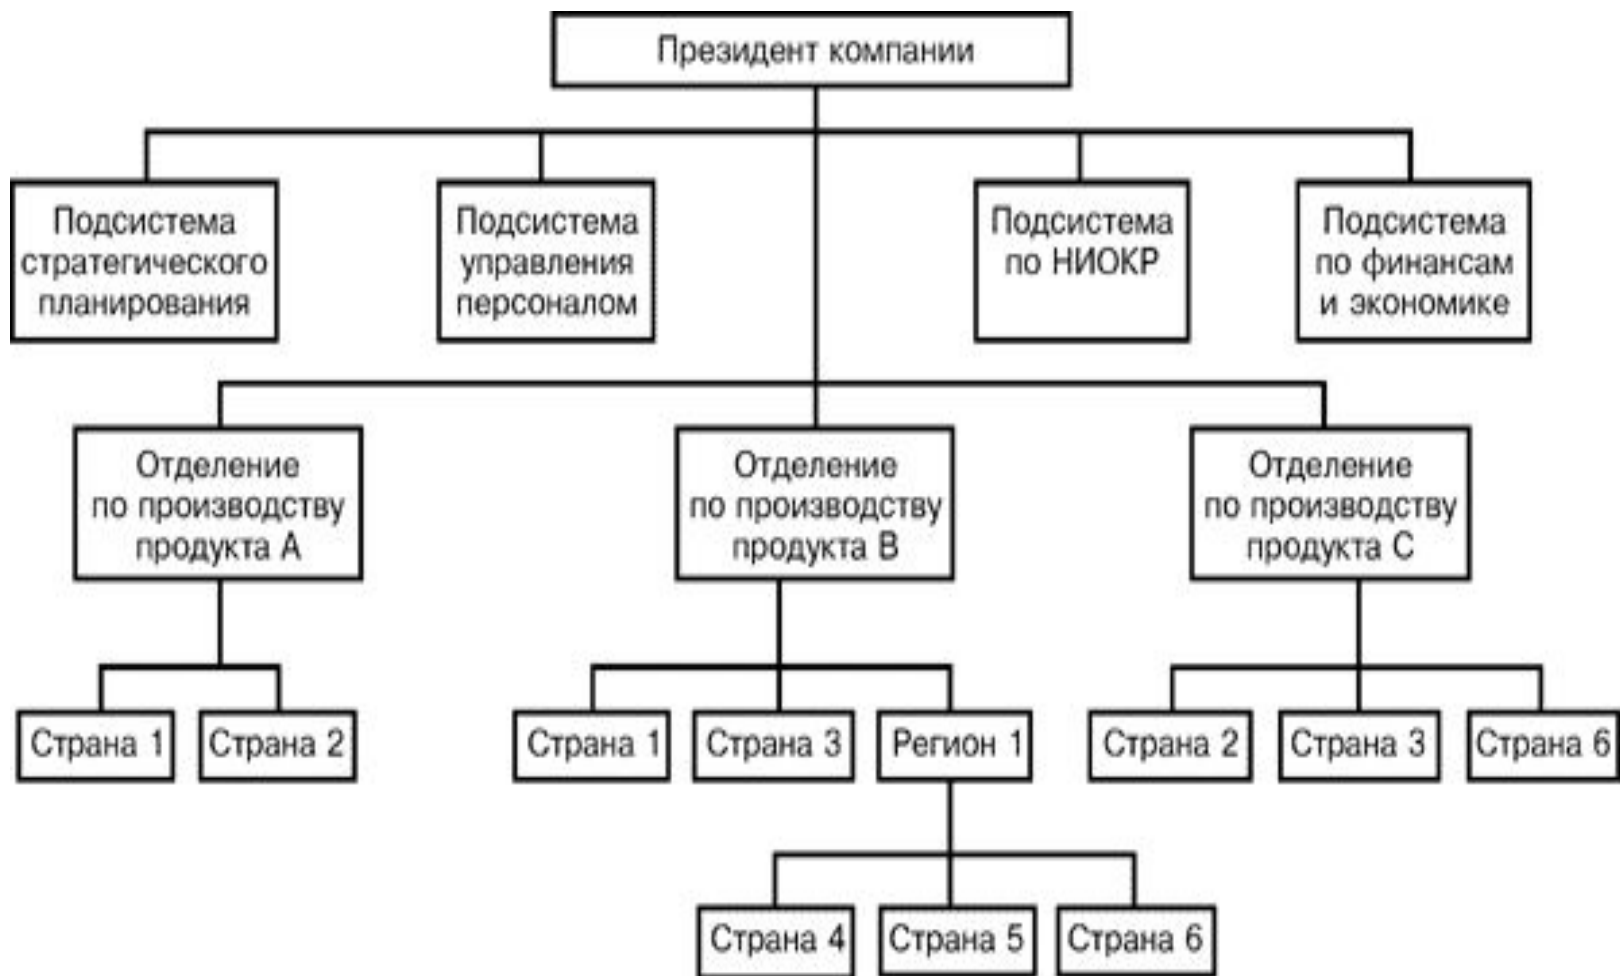 Президент компании
Подсистема
стратегического
планирования
Подсистема
управления
персоналом
Подсистема
по НИОКР
Подсистема
по финансам
и экономике
Отделение
по производству
продукта А
Отделение
по производству
продукта В
Отделение
по производству
продукта С
Страна 1
Страна 2
Страна 1
Страна 3
Регион 1
Страна 2
Страна 3
Страна 6
Страна 4
Страна 5
Страна 6